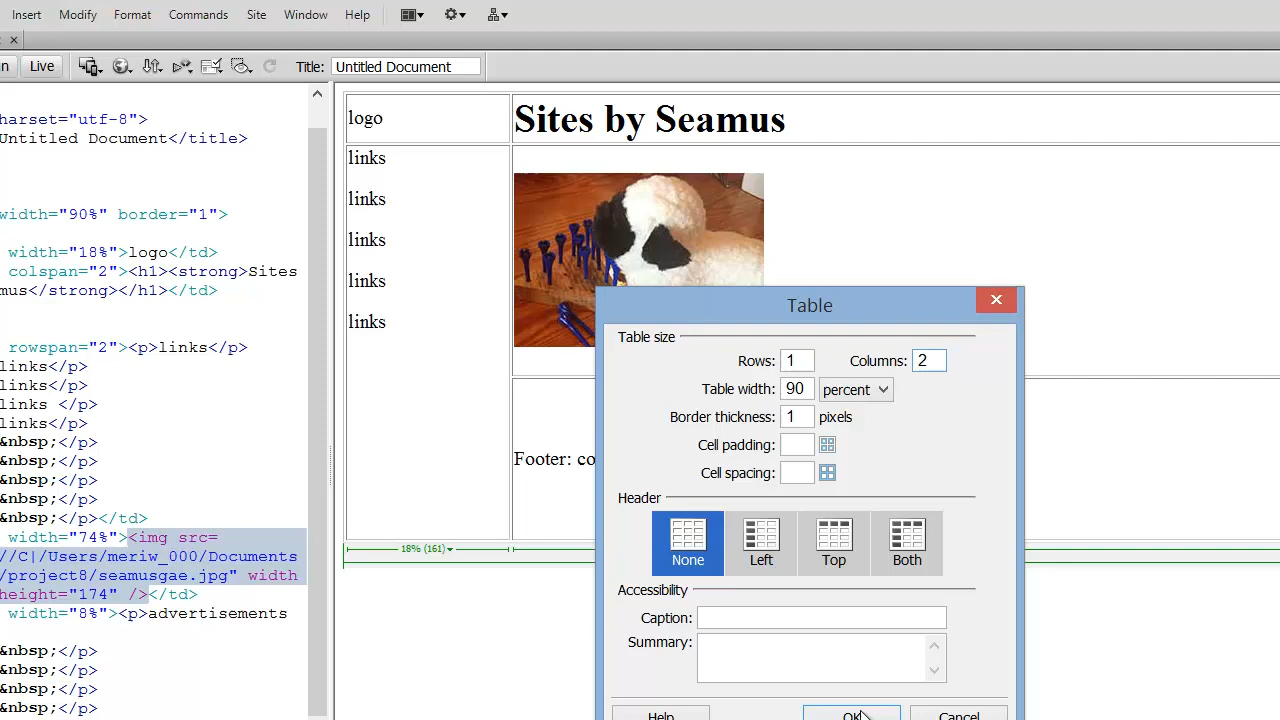 Insert Modify Format Commands Site Window Help
Live Title: Untitled Document
harset="utf-8">
Untitled Document</title>
width="90%" border="1">
width="18%">logo</td>
colspan="2"><h1><strong>Sites
mus</strong></h1></td>
rowspan="2"><p>links</p>
links</p>
links</p>
links </p>
links</p>
&nbsp;</p>
&nbsp;</p>
&nbsp;</p>
&nbsp;</p>
&nbsp;</p></td>
width="74%"><img src=
//C|/Users/meriw_000/Documents
/project8/seamusgae.jpg" width
height="174" /></td>
width="8%"><p>advertisements
&nbsp;</p>
&nbsp;</p>
&nbsp;</p>
&nbsp;</p>
logo
Sites by Seamus
links
links
links
links
links
Footer: co
18% (161)
Table
Table size
Rows: 1 Columns: 2
Table width: 90 percent
Border thickness: 1 pixels
Cell padding:
Cell spacing:
Header
None Left Top Both
Accessibility
Caption:
Summary:
Help OK Cancel